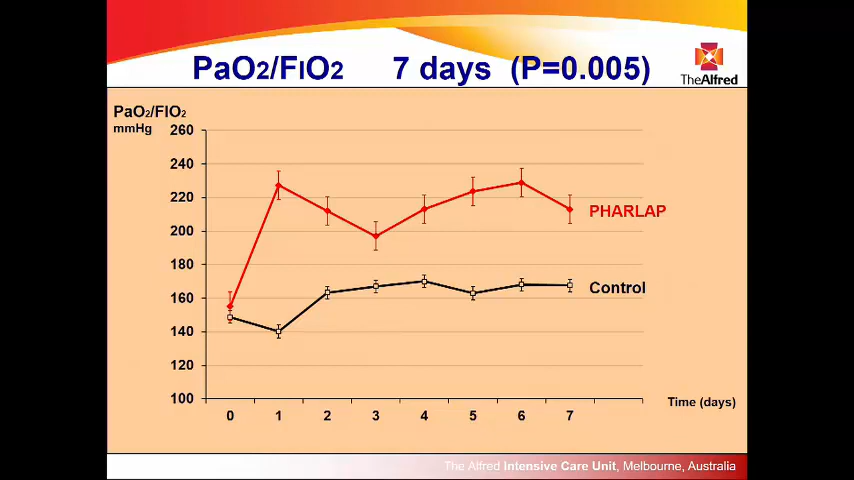 PaO2/FIO2 7 days (P=0.005)
TheAlfred
PaO2/FIO2
mmHg
260
240
220
200
180
160
140
120
100
PHARLAP
Control
0 1 2 3 4 5 6 7
Time (days)
The Alfred Intensive Care Unit, Melbourne, Australia